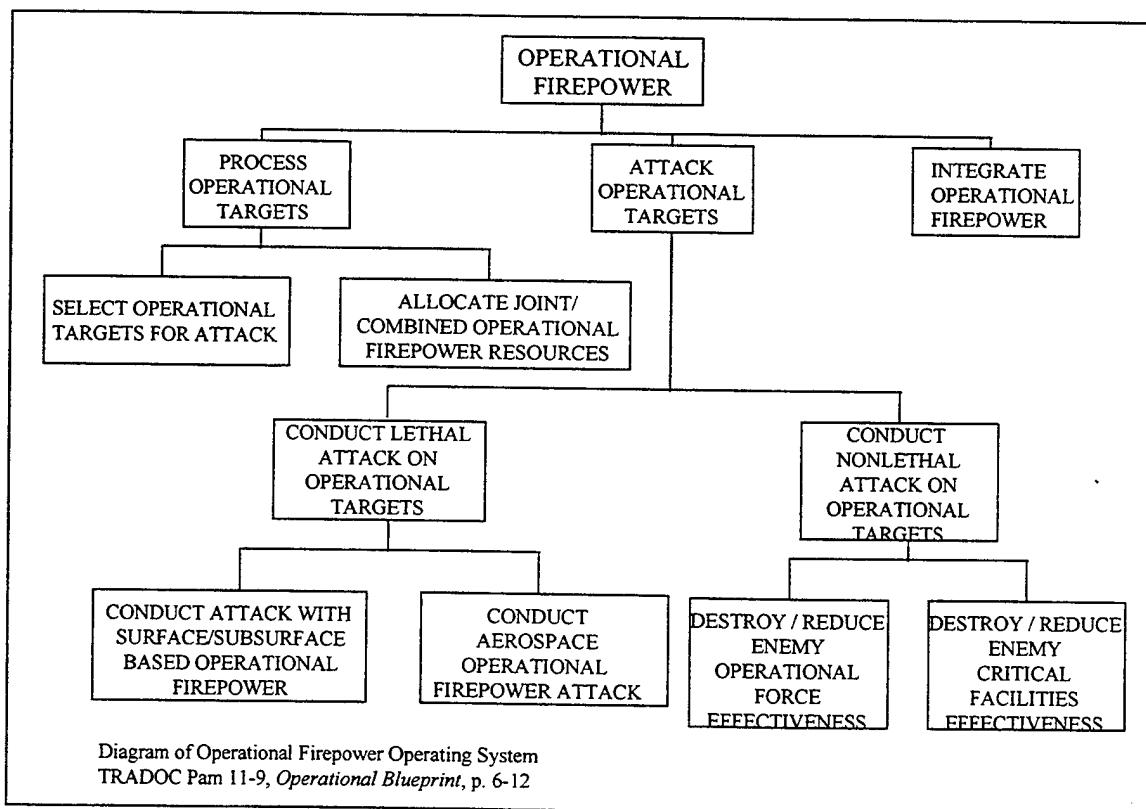 OPERATIONAL
FIREPOWER
PROCESS
OPERATIONAL
TARGETS
ATTACK
OPERATIONAL
TARGETS
INTEGRATE
OPERATIONAL
FIREPOWER
SELECT OPERATIONAL
TARGETS FOR ATTACK
ALLOCATE JOINT/
COMBINED OPERATIONAL
FIREPOWER RESOURCES
CONDUCT LETHAL
ATTACK ON
OPERATIONAL
TARGETS
CONDUCT
NONLETHAL
ATTACK ON
OPERATIONAL
TARGETS
CONDUCT ATTACK WITH
SURFACE/SUBSURFACE
BASED OPERATIONAL
FIREPOWER
CONDUCT
AEROSPACE
OPERATIONAL
FIREPOWER ATTACK
DESTROY / REDUCE
ENEMY
OPERATIONAL
FORCE
EFFECTIVENESS
DESTROY / REDUCE
ENEMY
CRITICAL
FACILITIES
EFFECTIVENESS
Diagram of Operational Firepower Operating System
TRADOC Pam 11-9, Operational Blueprint, p. 6-12